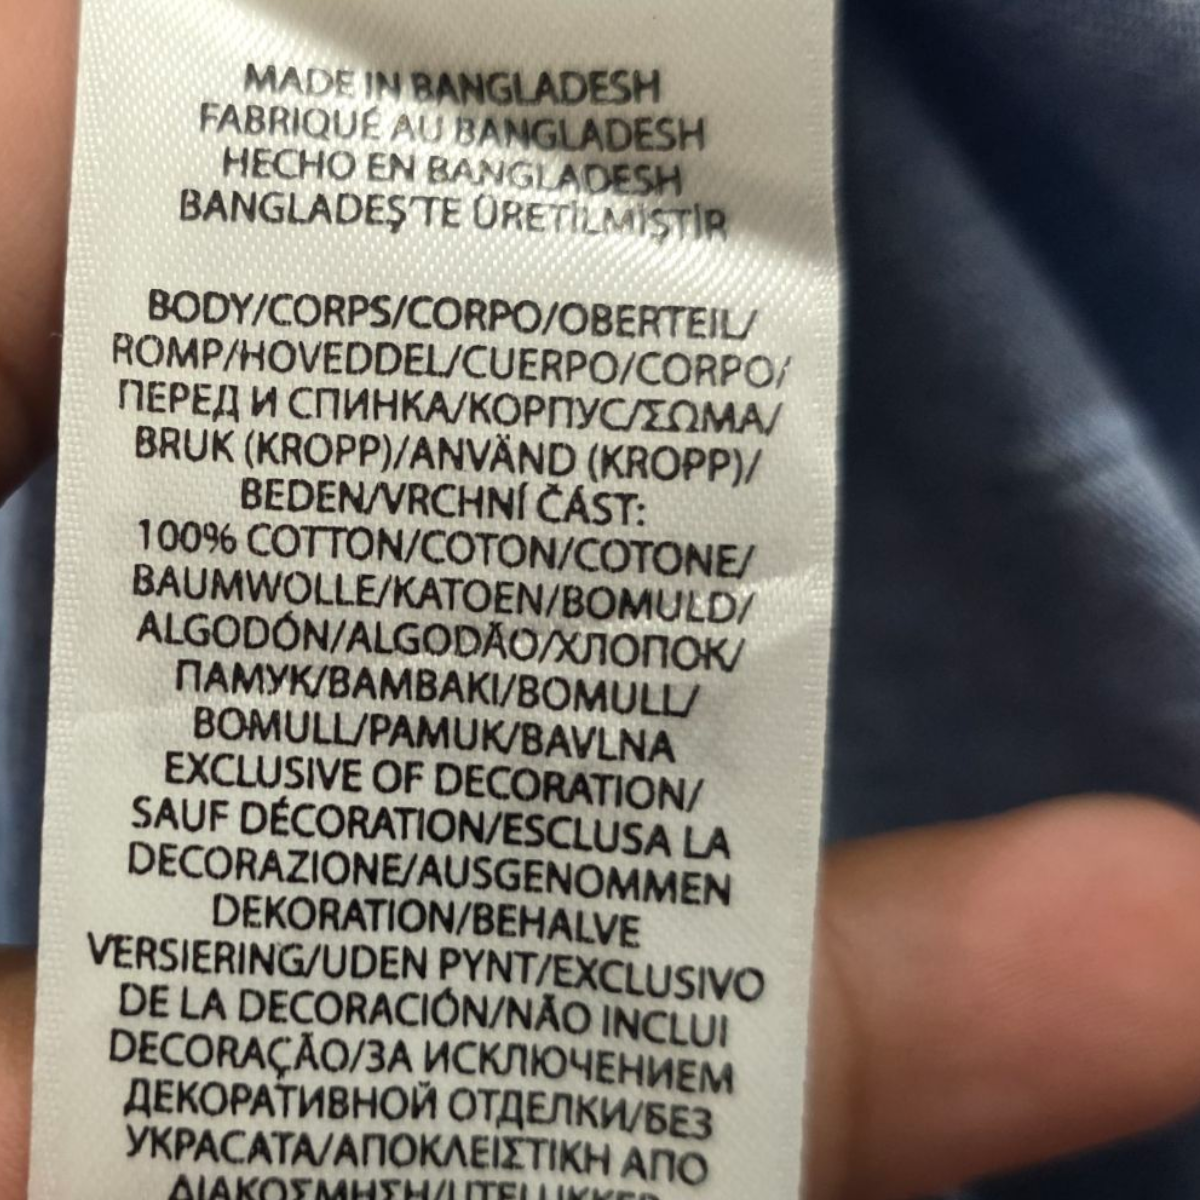 MADE IN BANGLADESH
FABRIQUÉ AU BANGLADESH
HECHO EN BANGLADESH
BANGLADEŞ'TE ÜRETİLMİŞTİR
BODY/CORPS/CORPO/OBERTEIL/
ROMP/HOVEDDEL/CUERPO/CORPO/
ПЕРЕД И СПИНКА/КОРПУС/ΣΩΜΑ/
BRUK (KROPP)/ANVÄND (KROPP)/
BEDEN/VRCHNÍ ČÁST:
100% COTTON/COTON/COTONE/
BAUMWOLLE/KATOEN/BOMULD/
ALGODÓN/ALGODÃO/ХЛОПОК/
ПАМУК/ΒΑΜΒΑΚΙ/BOMULL/
BOMULL/PAMUK/BAVLNA
EXCLUSIVE OF DECORATION/
SAUF DÉCORATION/ESCLUSA LA
DECORAZIONE/AUSGENOMMEN
DEKORATION/BEHALVE
VERSIERING/UDEN PYNT/EXCLUSIVO
DE LA DECORACIÓN/NÃO INCLUI
DECORAÇÃO/ЗА ИСКЛЮЧЕНИЕМ
ДЕКОРАТИВНОЙ ОТДЕЛКИ/БЕЗ
УКРАСАТА/ΑΠΟΚΛΕΙΣΤΙΚΗ ΑΠΟ
ΔΙΑΚΟΣΜΗΣΗ/UTELUKKER